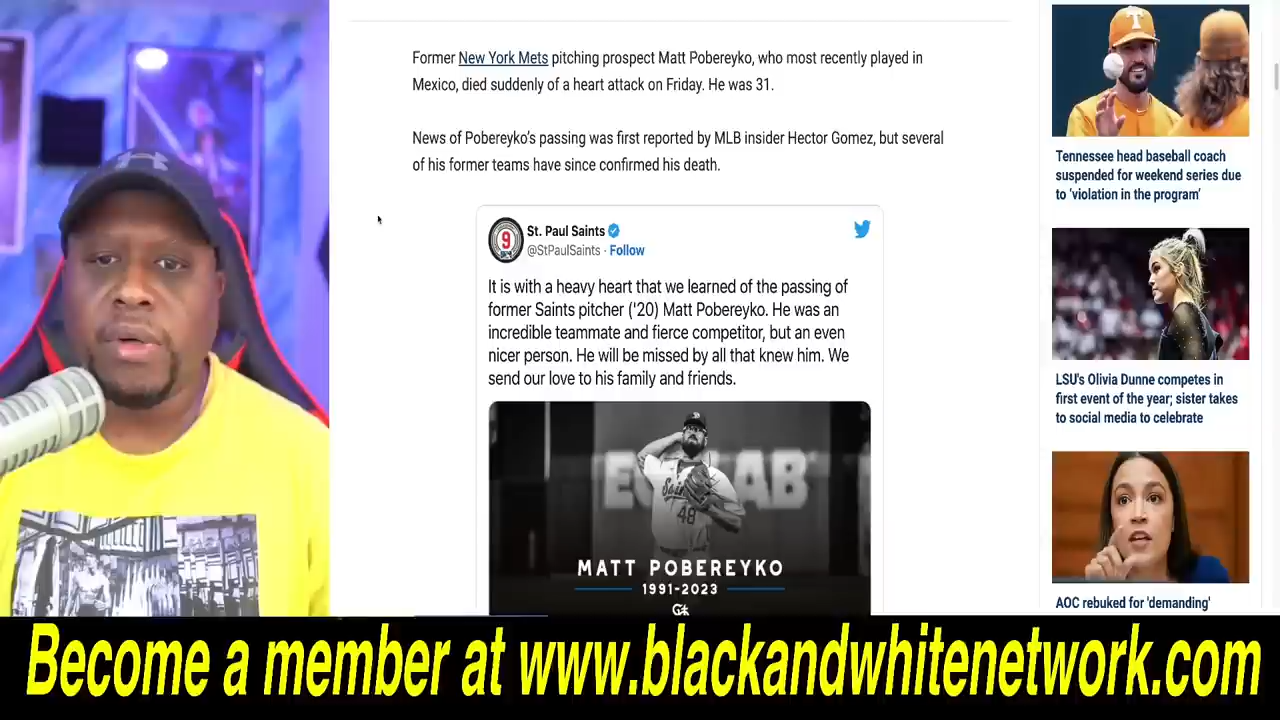 Former New York Mets pitching prospect Matt Pobereyko, who most recently played in
Mexico, died suddenly of a heart attack on Friday. He was 31.
News of Pobereyko's passing was first reported by MLB insider Hector Gomez, but several
of his former teams have since confirmed his death.
St. Paul Saints
@StPaulSaints · Follow
It is with a heavy heart that we learned of the passing of
former Saints pitcher ('20) Matt Pobereyko. He was an
incredible teammate and fierce competitor, but an even
nicer person. He will be missed by all that knew him. We
send our love to his family and friends.
9
Saints
48
MATT POBEREYKO
1991-2023
T
Tennessee head baseball coach
suspended for weekend series due
to 'violation in the program'
LSU's Olivia Dunne competes in
first event of the year; sister takes
to social media to celebrate
AOC rebuked for 'demanding'
Become a member at www.blackandwhitenetwork.com